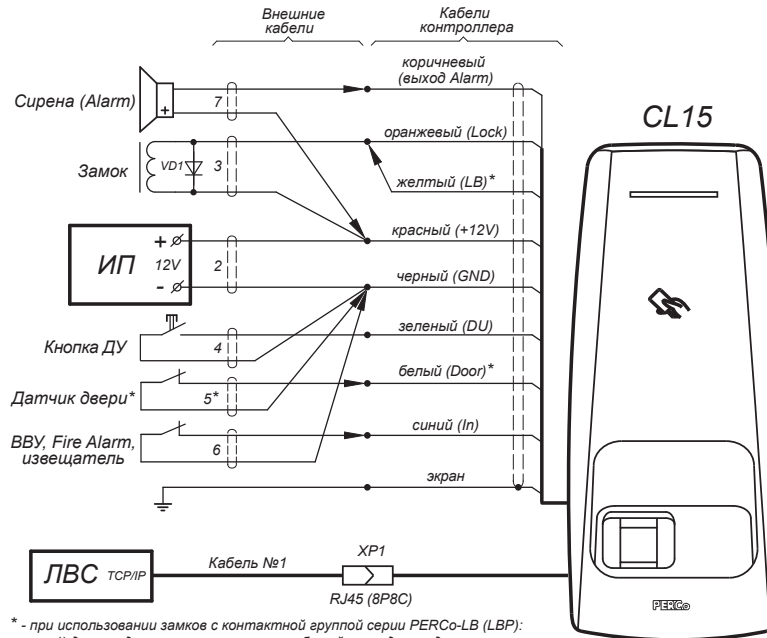 Внешние
кабели
Кабели
контроллера
коричневый
(выход Alarm)
Сирена (Alarm)
+
7
CL15
оранжевый (Lock)
Замок
VD1
3
желтый (LB)*
красный (+12V)
ИП
+
12V
-
2
черный (GND)
зеленый (DU)
Кнопка ДУ
4
белый (Door)*
Датчик двери*
5*
синий (In)
ВВУ, Fire Alarm,
извещатель
6
экран
ЛВС TCP/IP
Кабель №1
XP1
RJ45 (8P8C)
PERCo
* - при использовании замков с контактной группой серии PERCo-LB (LBP):